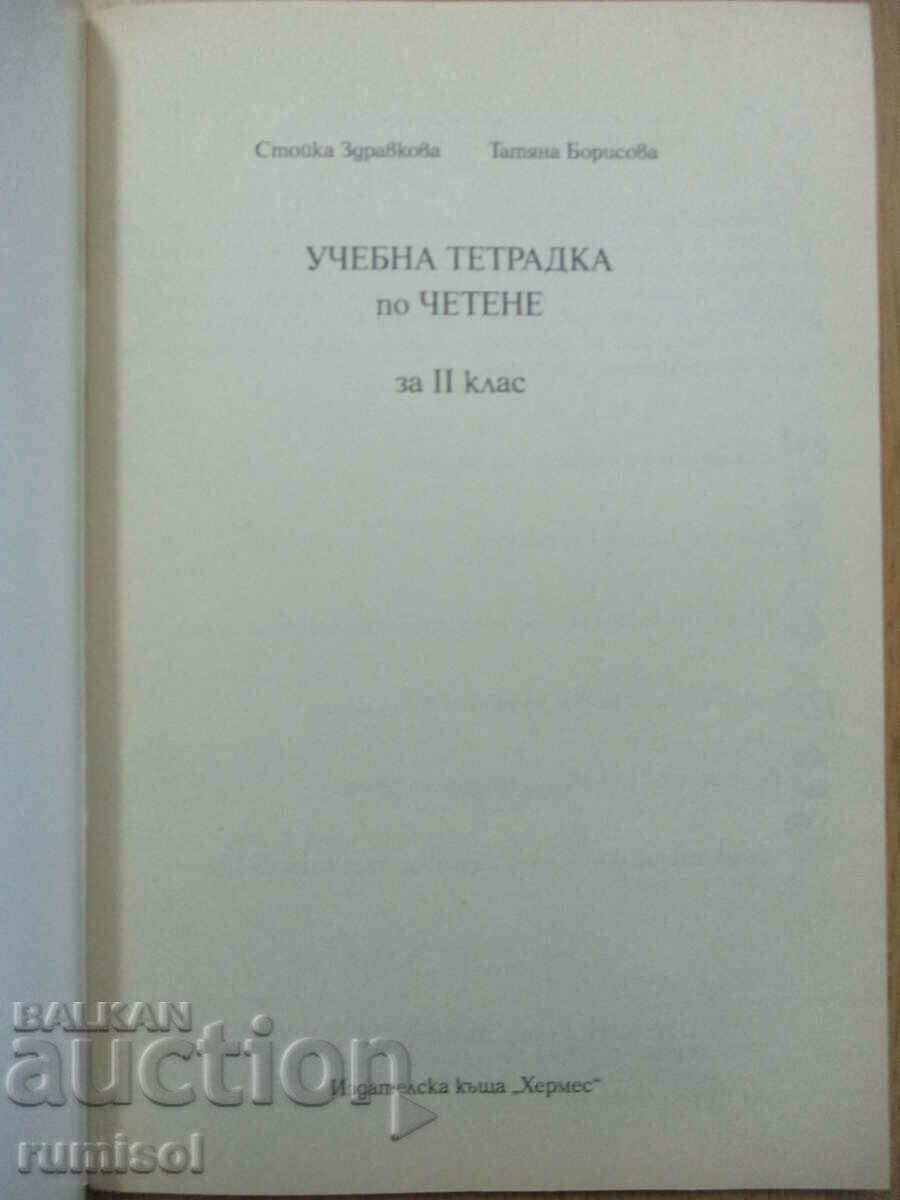 Стойка Здравкова Татяна Борисова
УЧЕБНА ТЕТРАДКА
по ЧЕТЕНЕ
за II клас
Издателска къща „Хермес“
BALKAN
auction
rumisol